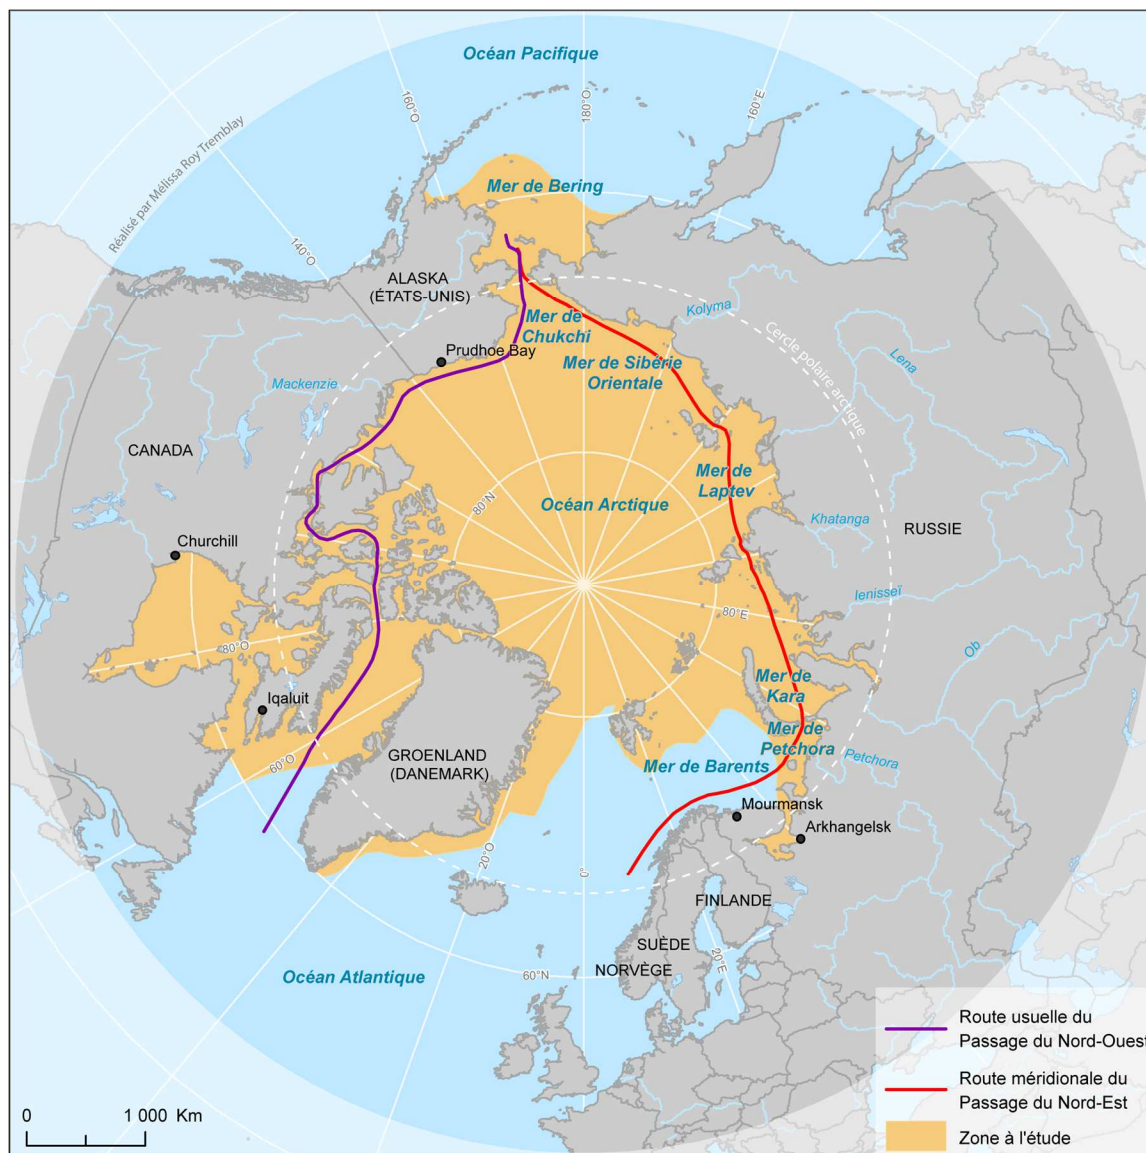 Océan Pacifique
160°O
180°O
160°E
Mer de Bering
Réalisé par Mélissa Roy Tremblay
140°O
ALASKA
(ÉTATS-UNIS)
Mer de
Chukchi
Kolyma
Cercle polaire arctique
Lena
Prudhoe Bay
Mer de Sibérie
Orientale
Mackenzie
CANADA
Mer de
Laptev
80°N
Océan Arctique
Khatanga
RUSSIE
Churchill
Ienisseï
80°E
80°O
Ob
Iqaluit
Mer de
Kara
Mer de
Petchora
GROENLAND
(DANEMARK)
60°O
Mer de Barents
Petchora
Mourmansk
Arkhangelsk
20°O
0°
FINLANDE
SUÈDE
NORVÈGE
20°E
60°N
Océan Atlantique
Route usuelle du
Passage du Nord-Ouest
Route méridionale du
Passage du Nord-Est
Zone à l'étude
0 1 000 Km